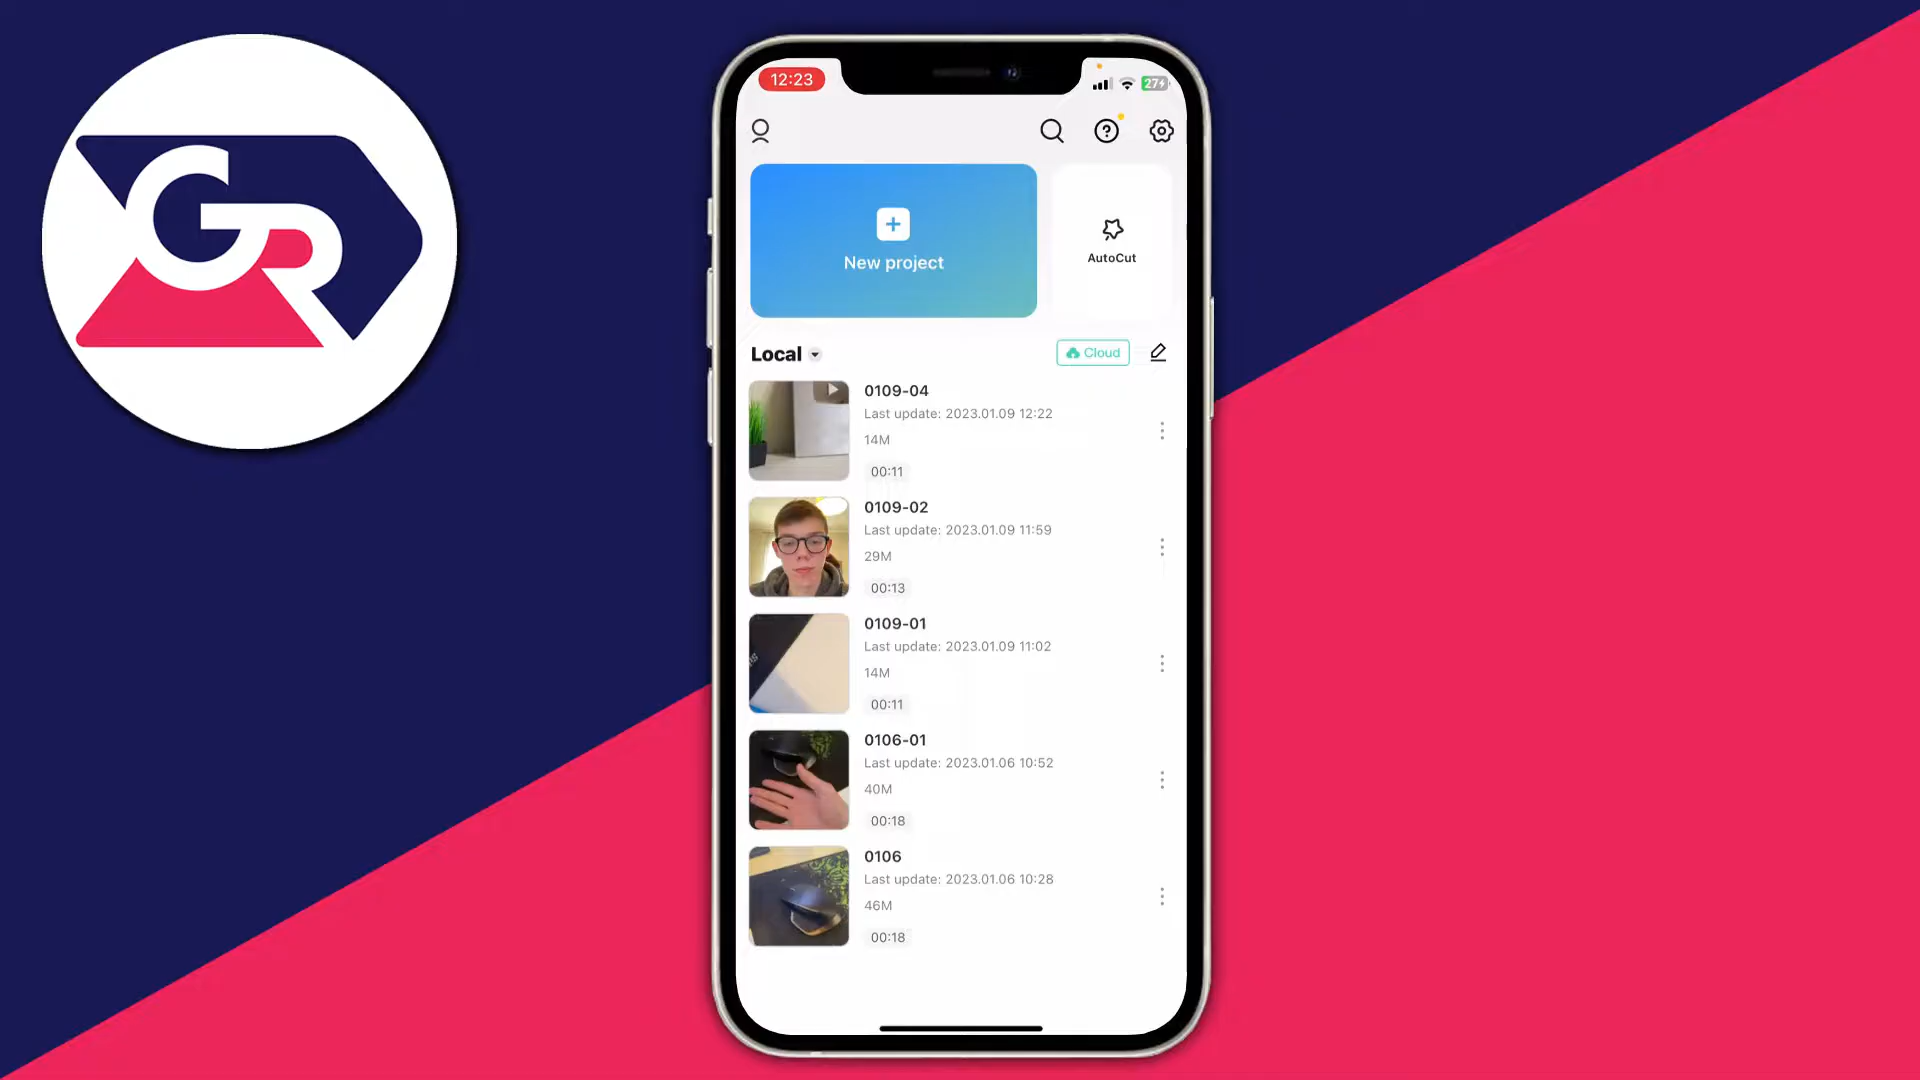 GR
12:23
27
New project
AutoCut
Local
Cloud
0109-04
Last update: 2023.01.09 12:22
14M
00:11
0109-02
Last update: 2023.01.09 11:59
29M
00:13
0109-01
Last update: 2023.01.09 11:02
14M
00:11
0106-01
Last update: 2023.01.06 10:52
40M
00:18
0106
Last update: 2023.01.06 10:28
46M
00:18